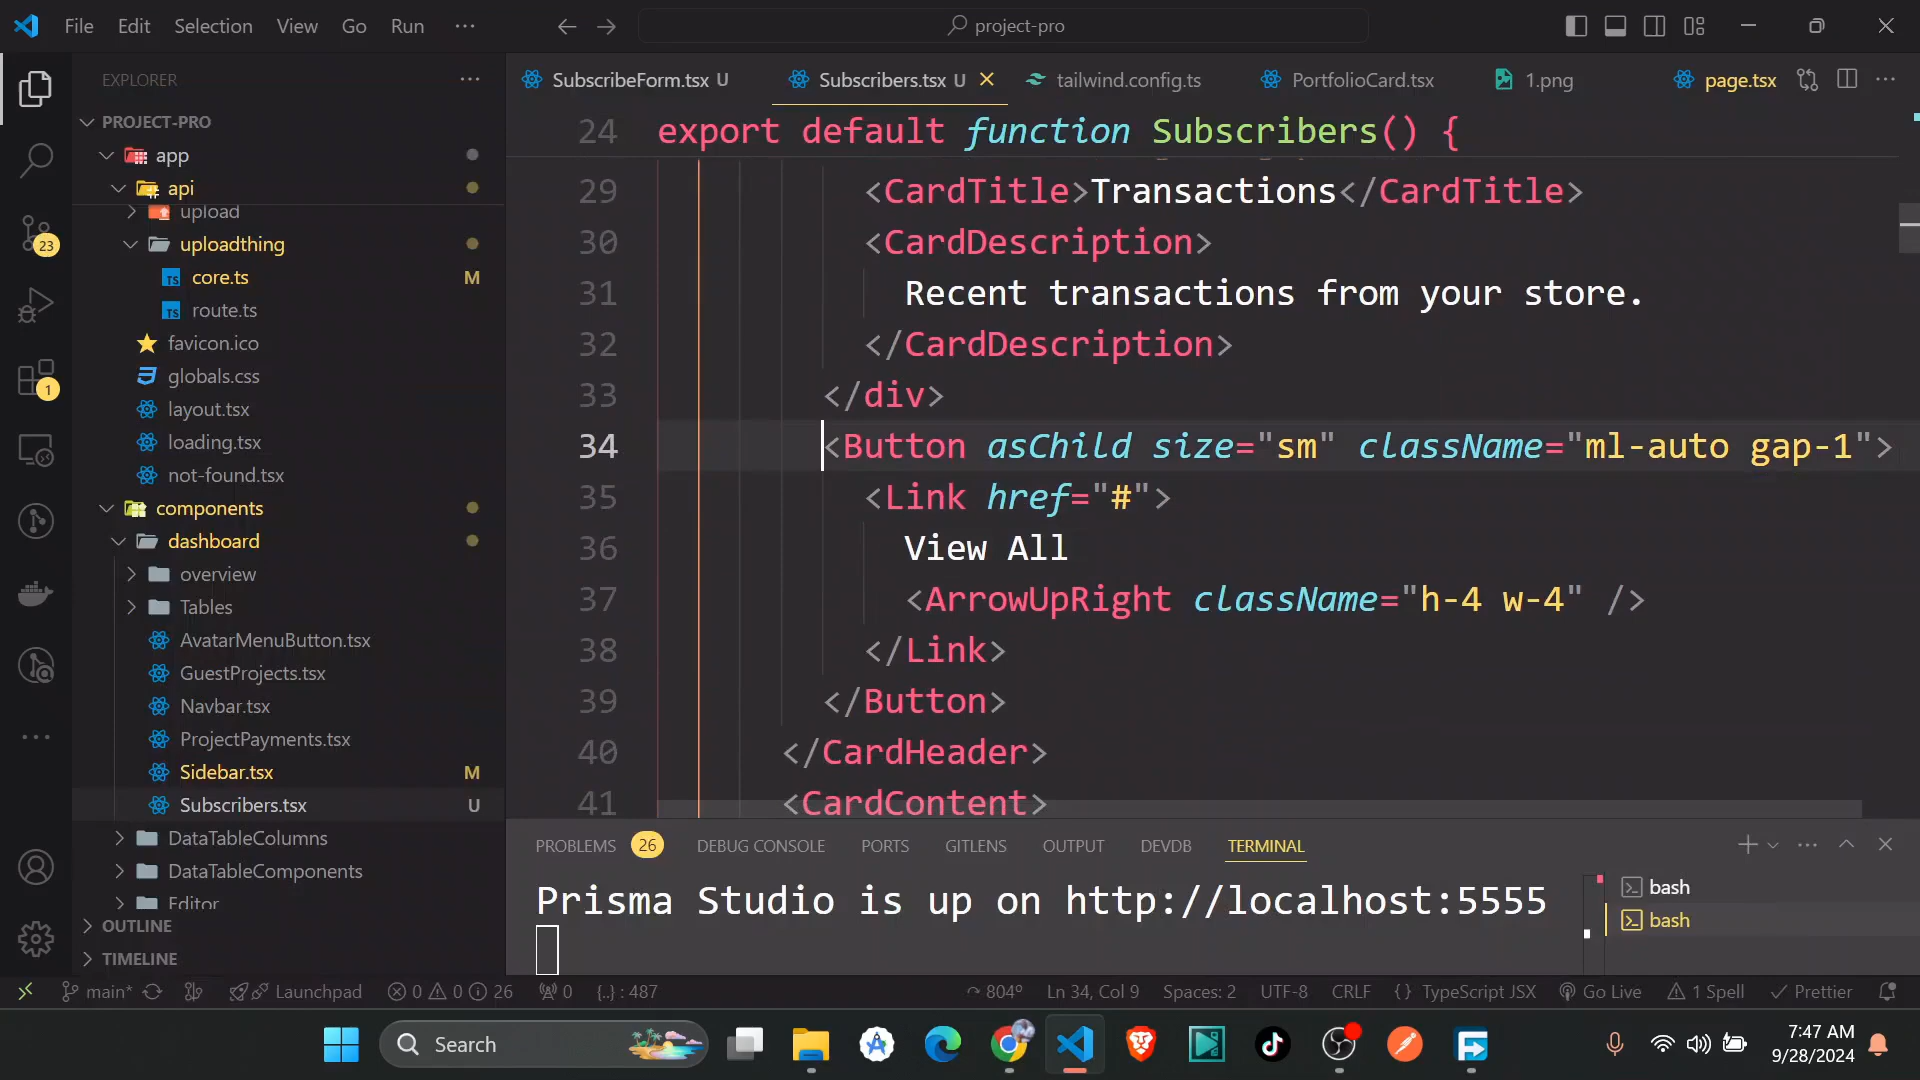 File Edit Selection View Go Run ···
project-pro
EXPLORER
PROJECT-PRO
app
api
upload
uploadthing
core.ts M
route.ts
favicon.ico
globals.css
layout.tsx
loading.tsx
not-found.tsx
components
dashboard
overview
Tables
AvatarMenuButton.tsx
GuestProjects.tsx
Navbar.tsx
ProjectPayments.tsx
Sidebar.tsx M
Subscribers.tsx U
DataTableColumns
DataTableComponents
Editor
OUTLINE
TIMELINE
23
1
SubscribeForm.tsx U Subscribers.tsx U tailwind.config.ts PortfolioCard.tsx 1.png page.tsx
24 export default function Subscribers() {
29 <CardTitle>Transactions</CardTitle>
30 <CardDescription>
31 Recent transactions from your store.
32 </CardDescription>
33 </div>
34 <Button asChild size="sm" className="ml-auto gap-1">
35 <Link href="#">
36 View All
37 <ArrowUpRight className="h-4 w-4" />
38 </Link>
39 </Button>
40 </CardHeader>
41 <CardContent>
PROBLEMS 26 DEBUG CONSOLE PORTS GITLENS OUTPUT DEVDB TERMINAL
Prisma Studio is up on http://localhost:5555
bash
bash
main* Launchpad 0 0 26 0 {..} : 487 804º Ln 34, Col 9 Spaces: 2 UTF-8 CRLF {} TypeScript JSX Go Live 1 Spell Prettier
Search
7:47 AM
9/28/2024